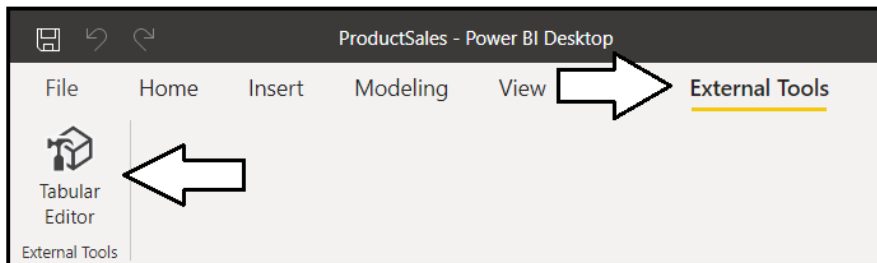 ProductSales - Power BI Desktop
File Home Insert Modeling View External Tools
Tabular
Editor
External Tools